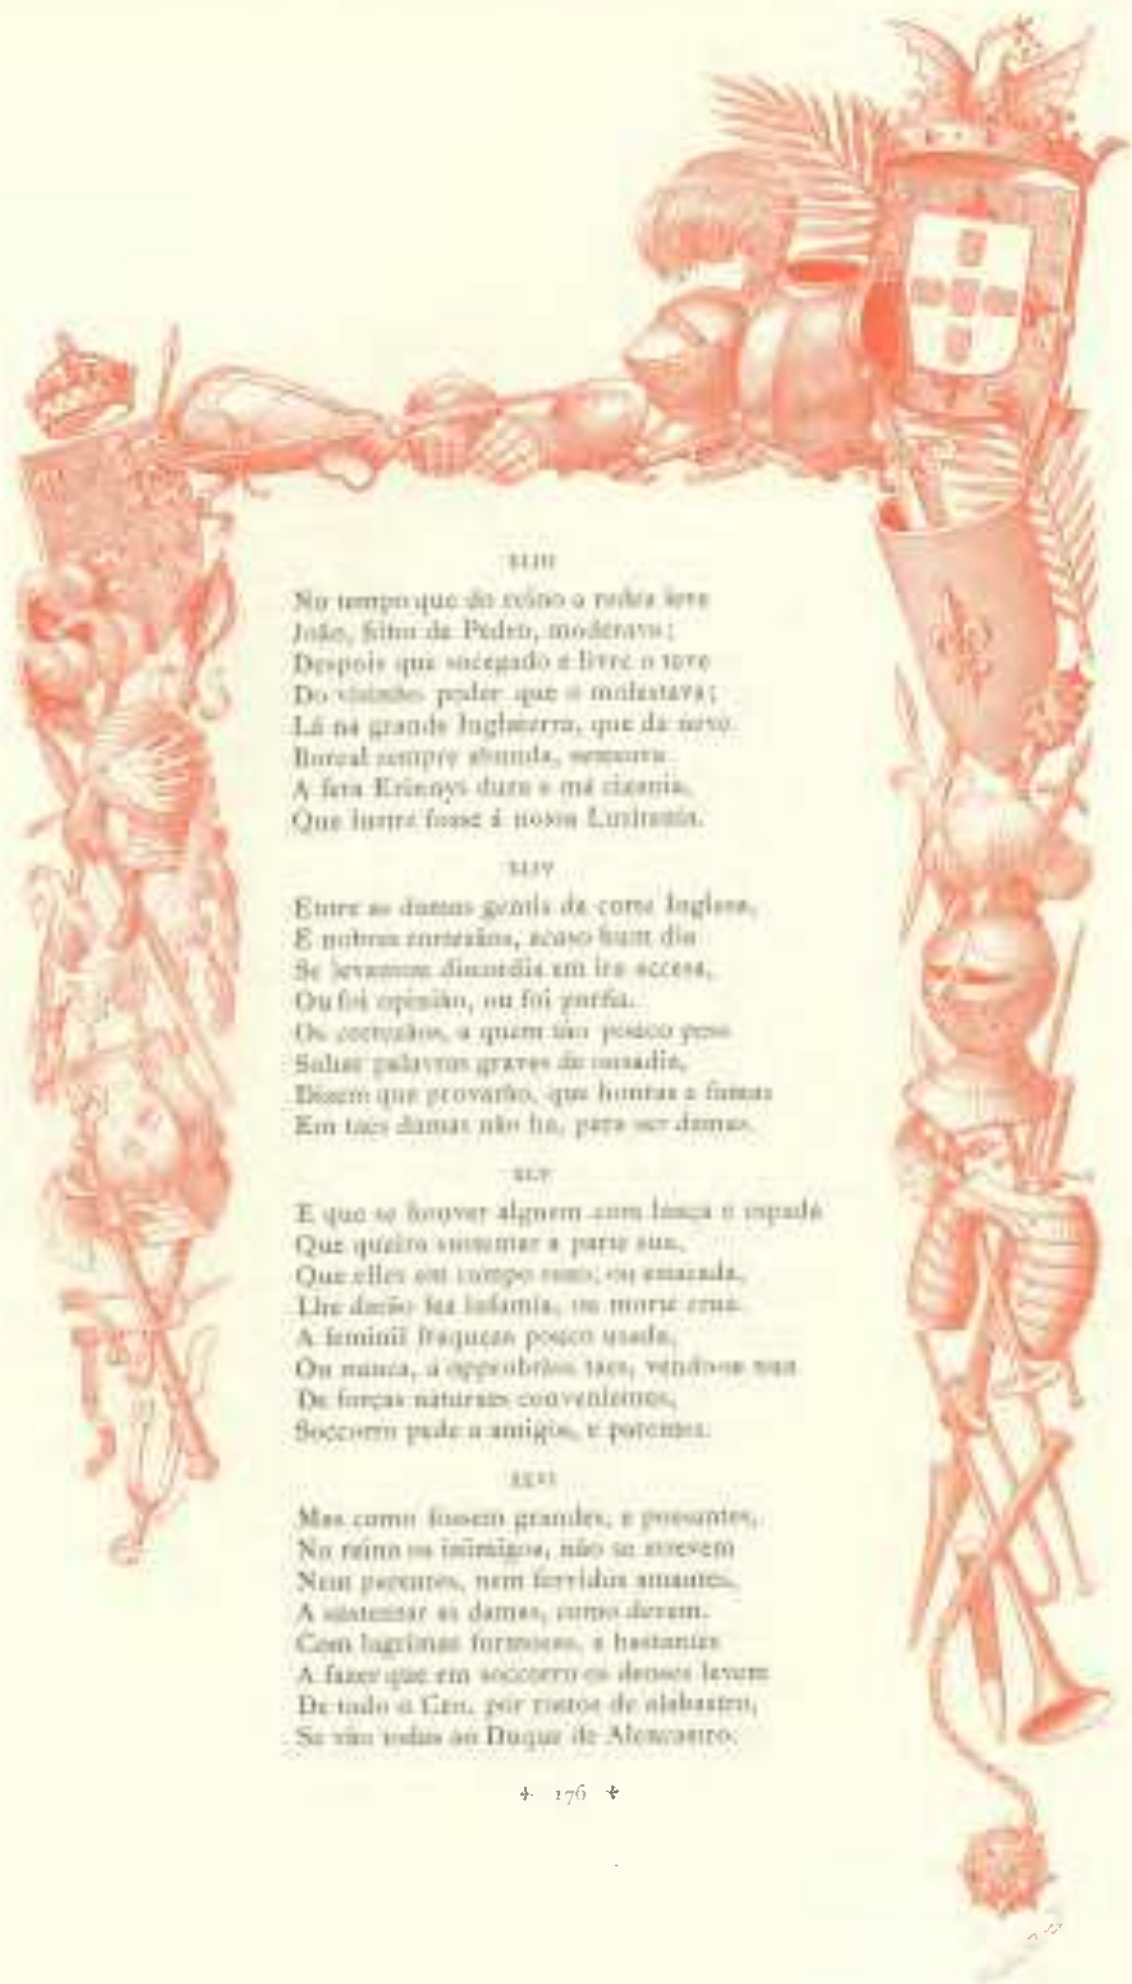 XLIII
No tempo que do reino a redea leve
João, filho de Pedro, moderava;
Despois que socegado e livre o teve
Do visinho poder que o molestava;
Lá na grande Inglaterra, que da neve
Boreal sempre abunda, semeava
A fera Erinnys dura e má cizania,
Que lustre fosse á nossa Lusitania.
XLIV
Entre as damas gentis da corte Inglesa,
E nobres cortezãos, acaso hum dia
Se levantou discordia em ira accesa,
Ou foi opinião, ou foi porfia.
Os cortezãos, a quem tão pouco pesa
Soltar palavras graves de ousadia,
Dizem que provarão, que honras e famas
Em taes damas não ha, para ser damas.
XLV
E que se houver alguem com lança e espada
Que queira sustentar a parte sua,
Que elles em campo raso, ou estacada,
Lhe darão fea infamia, ou morte crua.
A feminil fraqueza pouco usada,
Ou nunca, a opprobrios taes, vendo-se nua
De forças naturaes convenientes,
Soccorro pede a amigos, e parentes.
XLVI
Mas como fossem grandes, e possantes,
No reino os inimigos, não se atrevem
Nem parentes, nem fervidos amantes,
A sustentar as damas, como devem.
Com lagrimas formosas, e bastantes
A fazer que em soccorro os deuses levem
De todo o Ceo, por rostos de alabastro,
Se vão todas ao Duque de Alencastro.
176